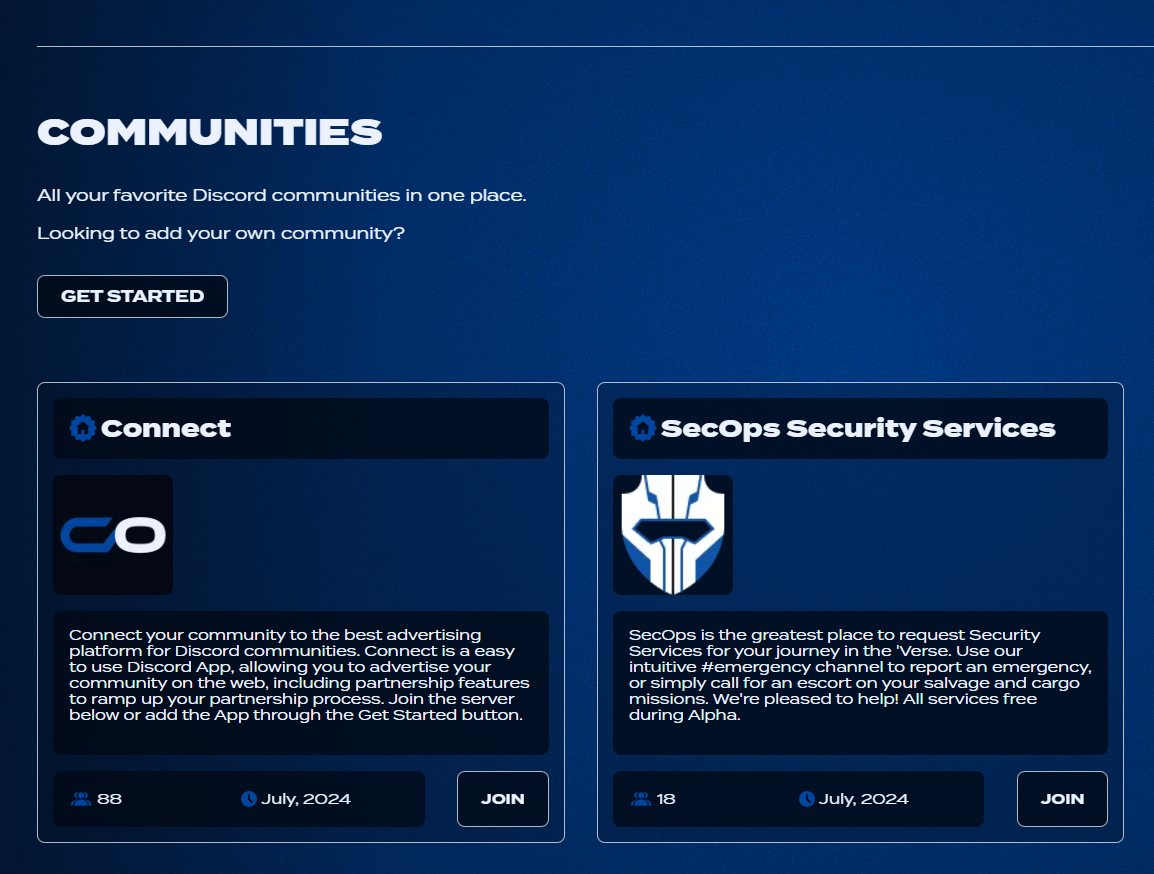 COMMUNITIES
All your favorite Discord communities in one place.
Looking to add your own community?
GET STARTED
Connect
CO
Connect your community to the best advertising
platform for Discord communities. Connect is a easy
to use Discord App, allowing you to advertise your
community on the web, including partnership features
to ramp up your partnership process. Join the server
below or add the App through the Get Started button.
88
July, 2024
JOIN
SecOps Security Services
SecOps is the greatest place to request Security
Services for your journey in the 'Verse. Use our
intuitive #emergency channel to report an emergency,
or simply call for an escort on your salvage and cargo
missions. We're pleased to help! All services free
during Alpha.
18
July, 2024
JOIN